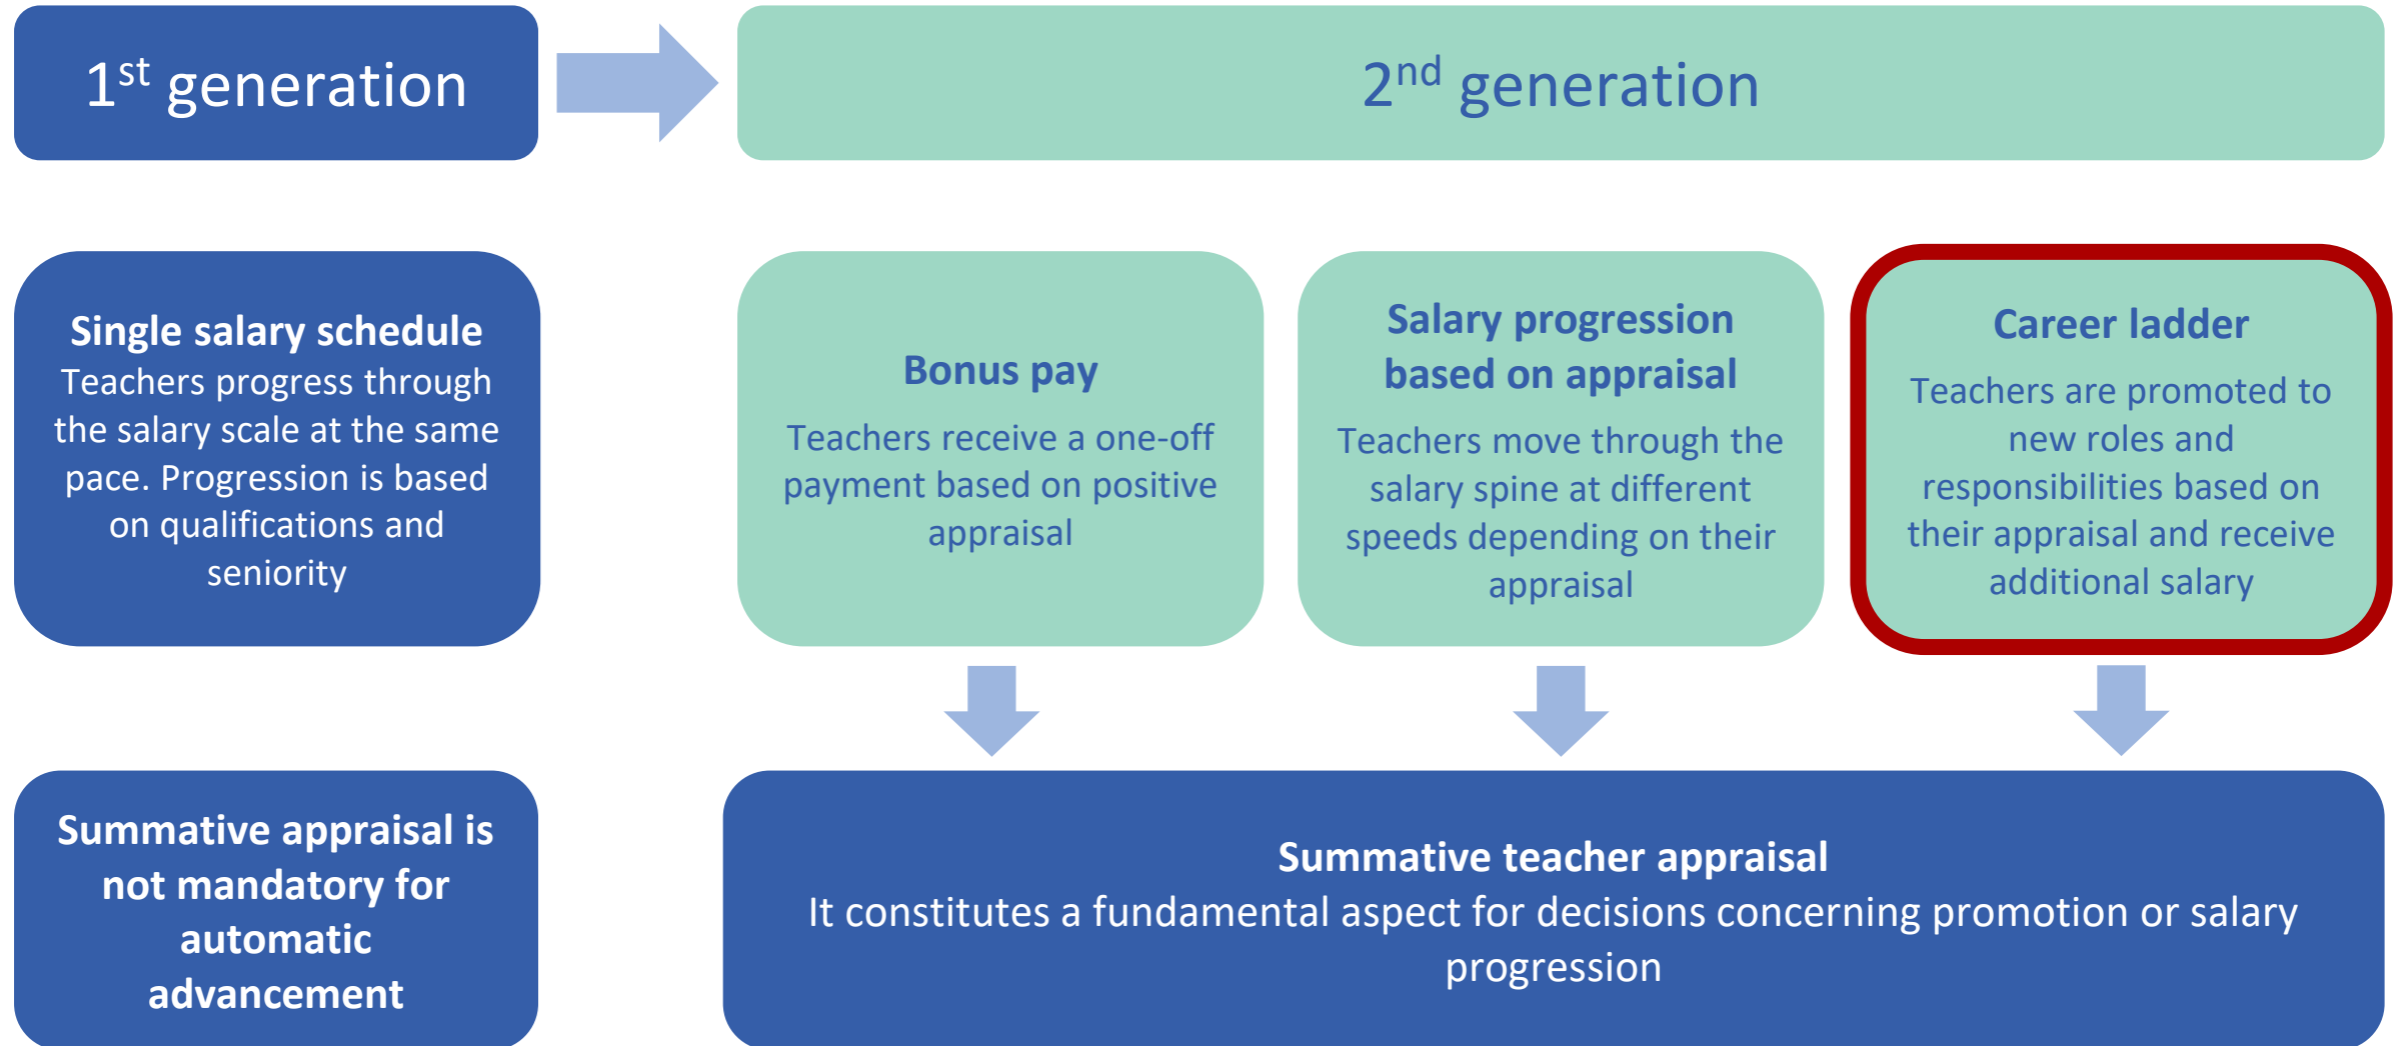 1st generation
2nd generation
Single salary schedule
Teachers progress through
the salary scale at the same
pace. Progression is based
on qualifications and
seniority
Bonus pay
Teachers receive a one-off
payment based on positive
appraisal
Salary progression
based on appraisal
Teachers move through the
salary spine at different
speeds depending on their
appraisal
Career ladder
Teachers are promoted to
new roles and
responsibilities based on
their appraisal and receive
additional salary
Summative appraisal is
not mandatory for
automatic
advancement
Summative teacher appraisal
It constitutes a fundamental aspect for decisions concerning promotion or salary
progression